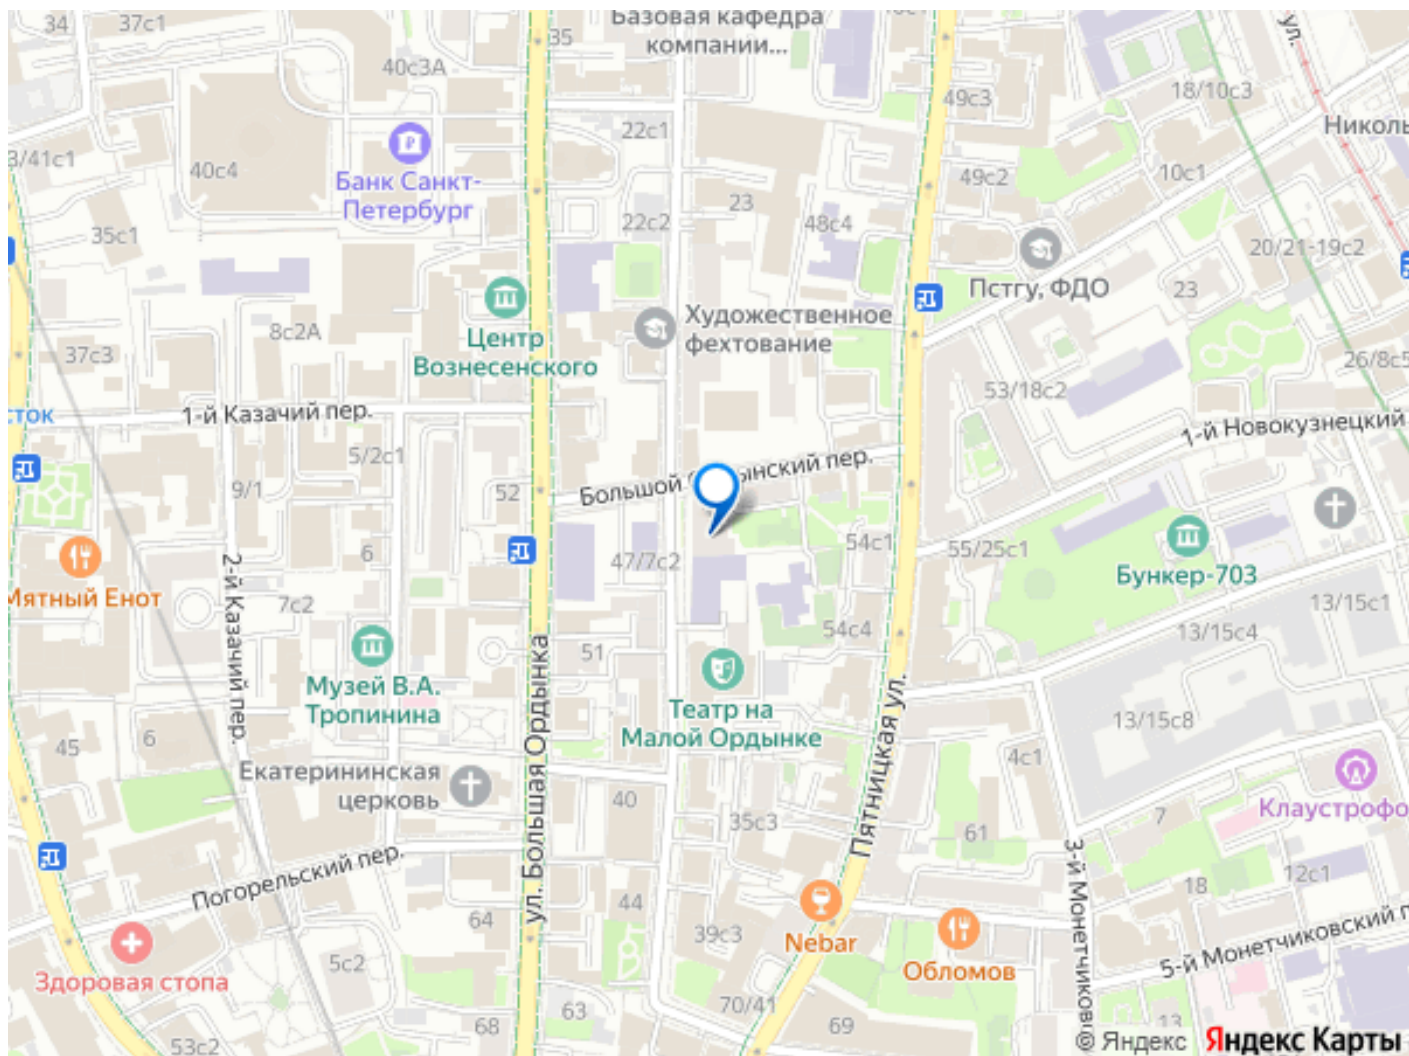 34
37с1
35
Базовая кафедра
компании...
40с3А
49с3
18/10с3
ул.
Николь
22с1
3/41с1
40с4
Банк Санкт-
Петербург
10с1
49с2
23
22с2
48с4
35с1
20/21-19с2
Пстгу, ФДО
23
Художественное
фехтование
8с2А
Центр
Вознесенского
37с3
26/8с5
53/18с2
сток
1-й Казачий пер.
1-й Новокузнецкий
5/2с1
Большой
ынский пер.
9/1
52
54с1
55/25с1
6
47/7с2
2-й Казачий пер.
Бункер-703
Мятный Енот
7с2
13/15с1
54с4
13/15с4
51
Музей В.А.
Тропинина
Театр на
Малой Ордынке
ул. Большая Ордынка
Пятницкая ул.
13/15с8
45
6
4с1
Екатерининская
церковь
40
Клаустрофо
35с3
61
7
Погорельский пер.
3-й Монетчиков
12с1
18
64
44
39с3
Nebar
Обломов
5-й Монетчиковский п
5с2
Здоровая стопа
70/41
63
68
69
13
53с2
© Яндекс Яндекс Карты